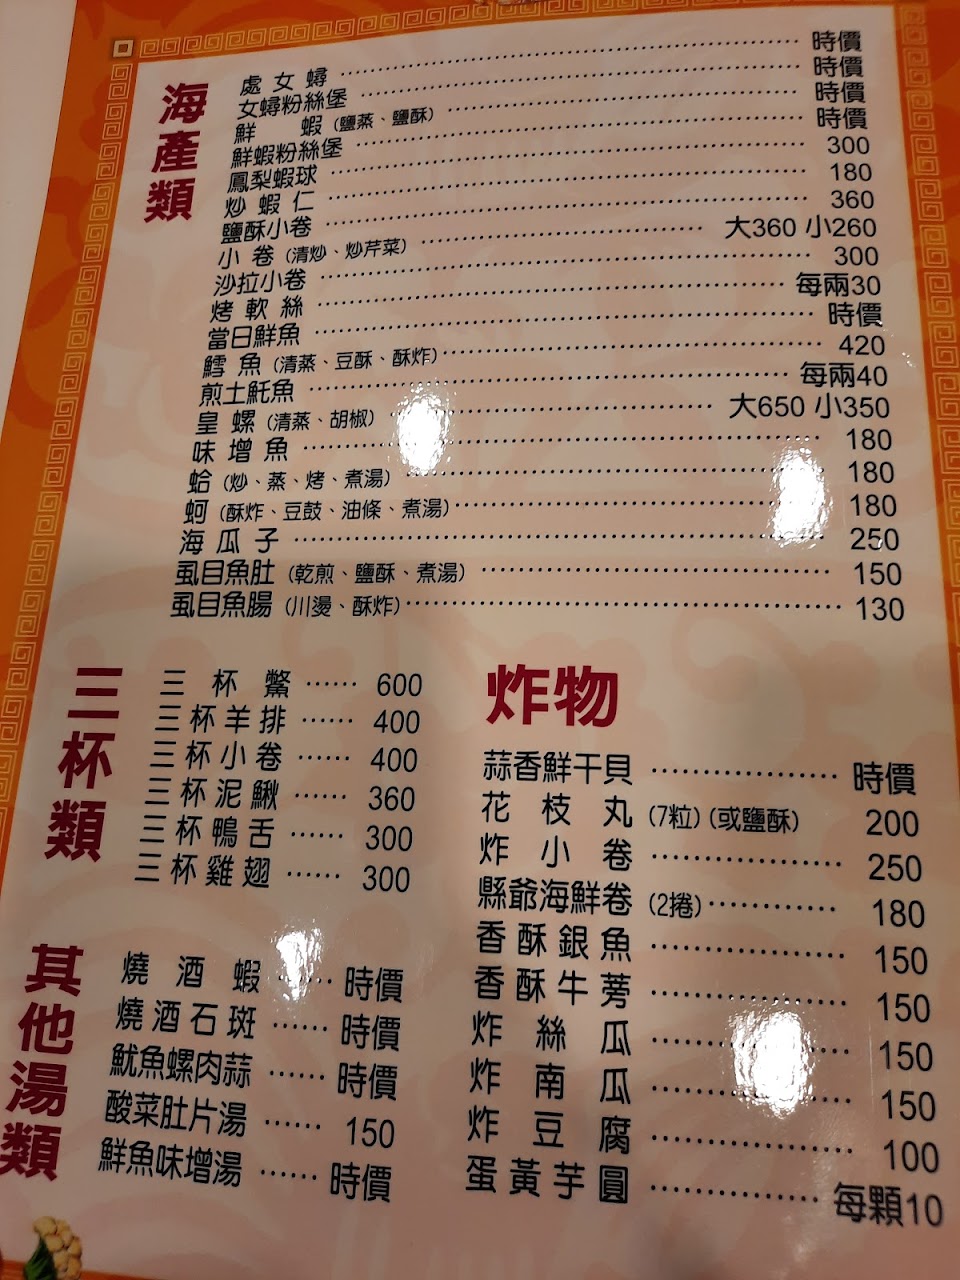 海產類
處女蟳 時價
女蟳粉絲堡 時價
鮮蝦 (鹽蒸、鹽酥) 時價
鮮蝦粉絲堡 時價
鳳梨蝦球 300
炒蝦仁 180
鹽酥小卷 360
小卷 (清炒、炒芹菜) 大360 小260
沙拉小卷 300
烤軟絲 每兩30
當日鮮魚 時價
鱈魚 (清蒸、豆酥、酥炸) 420
煎土魠魚 每兩40
皇螺 (清蒸、胡椒) 大650 小350
味增魚 180
蛤 (炒、蒸、烤、煮湯) 180
蚵 (酥炸、豆鼓、油條、煮湯) 180
海瓜子 250
虱目魚肚 (乾煎、鹽酥、煮湯) 150
虱目魚腸 (川燙、酥炸) 130
三杯類
三杯鱉 600
三杯羊排 400
三杯小卷 400
三杯泥鰍 360
三杯鴨舌 300
三杯雞翅 300
其他湯類
燒酒蝦 時價
燒酒石斑 時價
魷魚螺肉蒜 時價
酸菜肚片湯 150
鮮魚味增湯 時價
炸物
蒜香鮮干貝 時價
花枝丸 (7粒) (或鹽酥) 200
炸小卷 250
縣爺海鮮卷 (2捲) 180
香酥銀魚 150
香酥牛蒡 150
炸絲瓜 150
炸南瓜 150
炸豆腐 100
蛋黃芋圓 每顆10